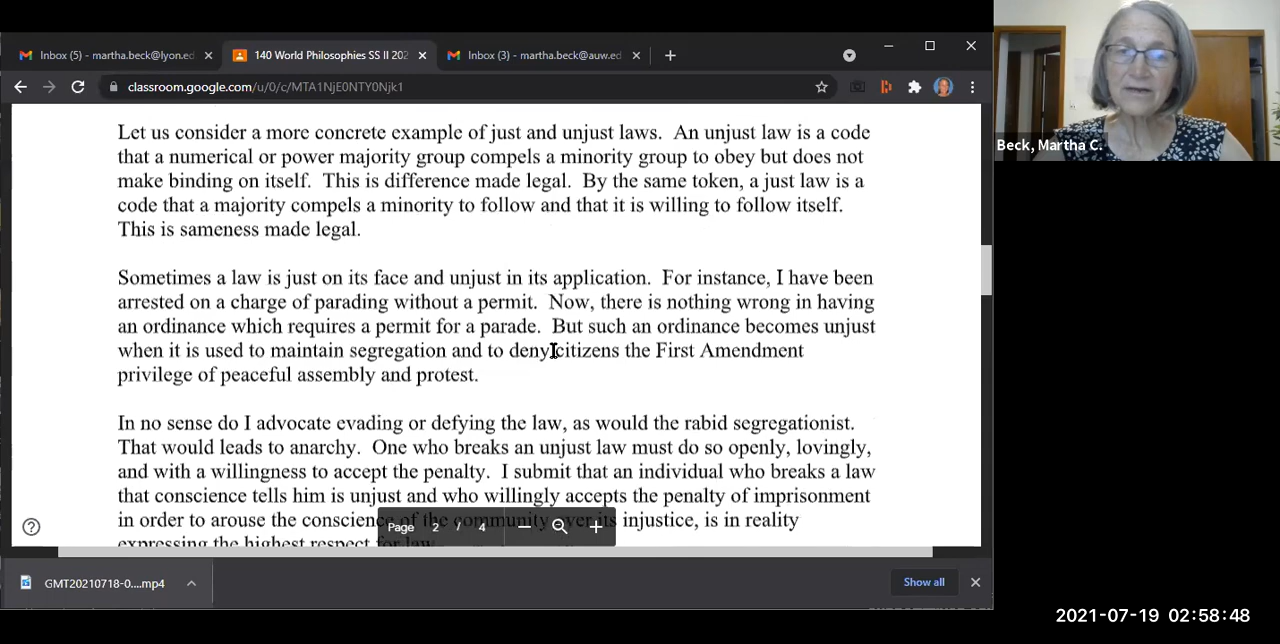 Inbox (5) - martha.beck@lyon.ed
140 World Philosophies SS II 202
Inbox (3) - martha.beck@auw.ed
classroom.google.com/u/0/c/MTA1NjE0NTY0Njk1
Beck, Martha C.
Let us consider a more concrete example of just and unjust laws. An unjust law is a code
that a numerical or power majority group compels a minority group to obey but does not
make binding on itself. This is difference made legal. By the same token, a just law is a
code that a majority compels a minority to follow and that it is willing to follow itself.
This is sameness made legal.
Sometimes a law is just on its face and unjust in its application. For instance, I have been
arrested on a charge of parading without a permit. Now, there is nothing wrong in having
an ordinance which requires a permit for a parade. But such an ordinance becomes unjust
when it is used to maintain segregation and to deny citizens the First Amendment
privilege of peaceful assembly and protest.
In no sense do I advocate evading or defying the law, as would the rabid segregationist.
That would leads to anarchy. One who breaks an unjust law must do so openly, lovingly,
and with a willingness to accept the penalty. I submit that an individual who breaks a law
that conscience tells him is unjust and who willingly accepts the penalty of imprisonment
in order to arouse the conscience of the community over its injustice, is in reality
expressing the highest respect for law.
Page 2 / 4
GMT20210718-0....mp4
Show all
2021-07-19 02:58:48